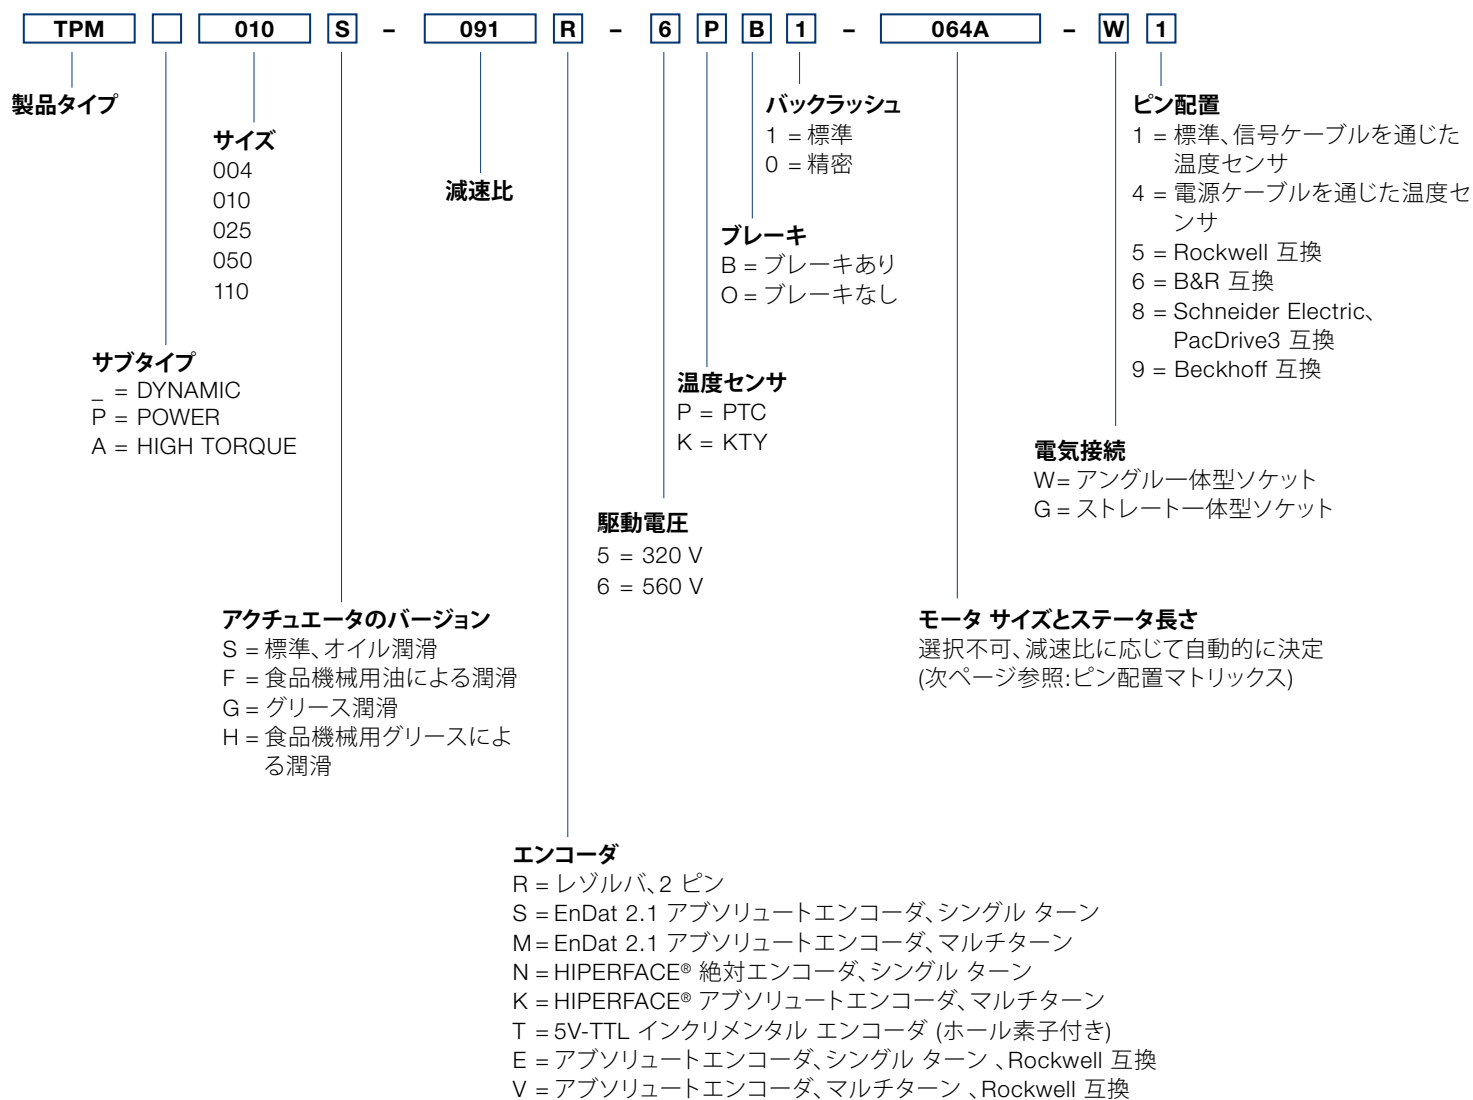 TPM 010 S – 091 R – 6 P B 1 – 064A – W 1
製品タイプ
サイズ
004
010
025
050
110
サブタイプ
_ = DYNAMIC
P = POWER
A = HIGH TORQUE
アクチュエータのバージョン
S = 標準、オイル潤滑
F = 食品機械用油による潤滑
G = グリース潤滑
H = 食品機械用グリースによ
る潤滑
減速比
エンコーダ
R = レゾルバ、2 ピン
S = EnDat 2.1 アブソリュートエンコーダ、シングル ターン
M = EnDat 2.1 アブソリュートエンコーダ、マルチターン
N = HIPERFACE® 絶対エンコーダ、シングル ターン
K = HIPERFACE® アブソリュートエンコーダ、マルチターン
T = 5V-TTL インクリメンタル エンコーダ (ホール素子付き)
E = アブソリュートエンコーダ、シングル ターン 、Rockwell 互換
V = アブソリュートエンコーダ、マルチターン 、Rockwell 互換
駆動電圧
5 = 320 V
6 = 560 V
温度センサ
P = PTC
K = KTY
ブレーキ
B = ブレーキあり
O = ブレーキなし
バックラッシュ
1 = 標準
0 = 精密
モータ サイズとステータ長さ
選択不可、減速比に応じて自動的に決定
(次ページ参照:ピン配置マトリックス)
電気接続
W= アングル一体型ソケット
G = ストレート一体型ソケット
ピン配置
1 = 標準、信号ケーブルを通じた
温度センサ
4 = 電源ケーブルを通じた温度セ
ンサ
5 = Rockwell 互換
6 = B&R 互換
8 = Schneider Electric、
PacDrive3 互換
9 = Beckhoff 互換